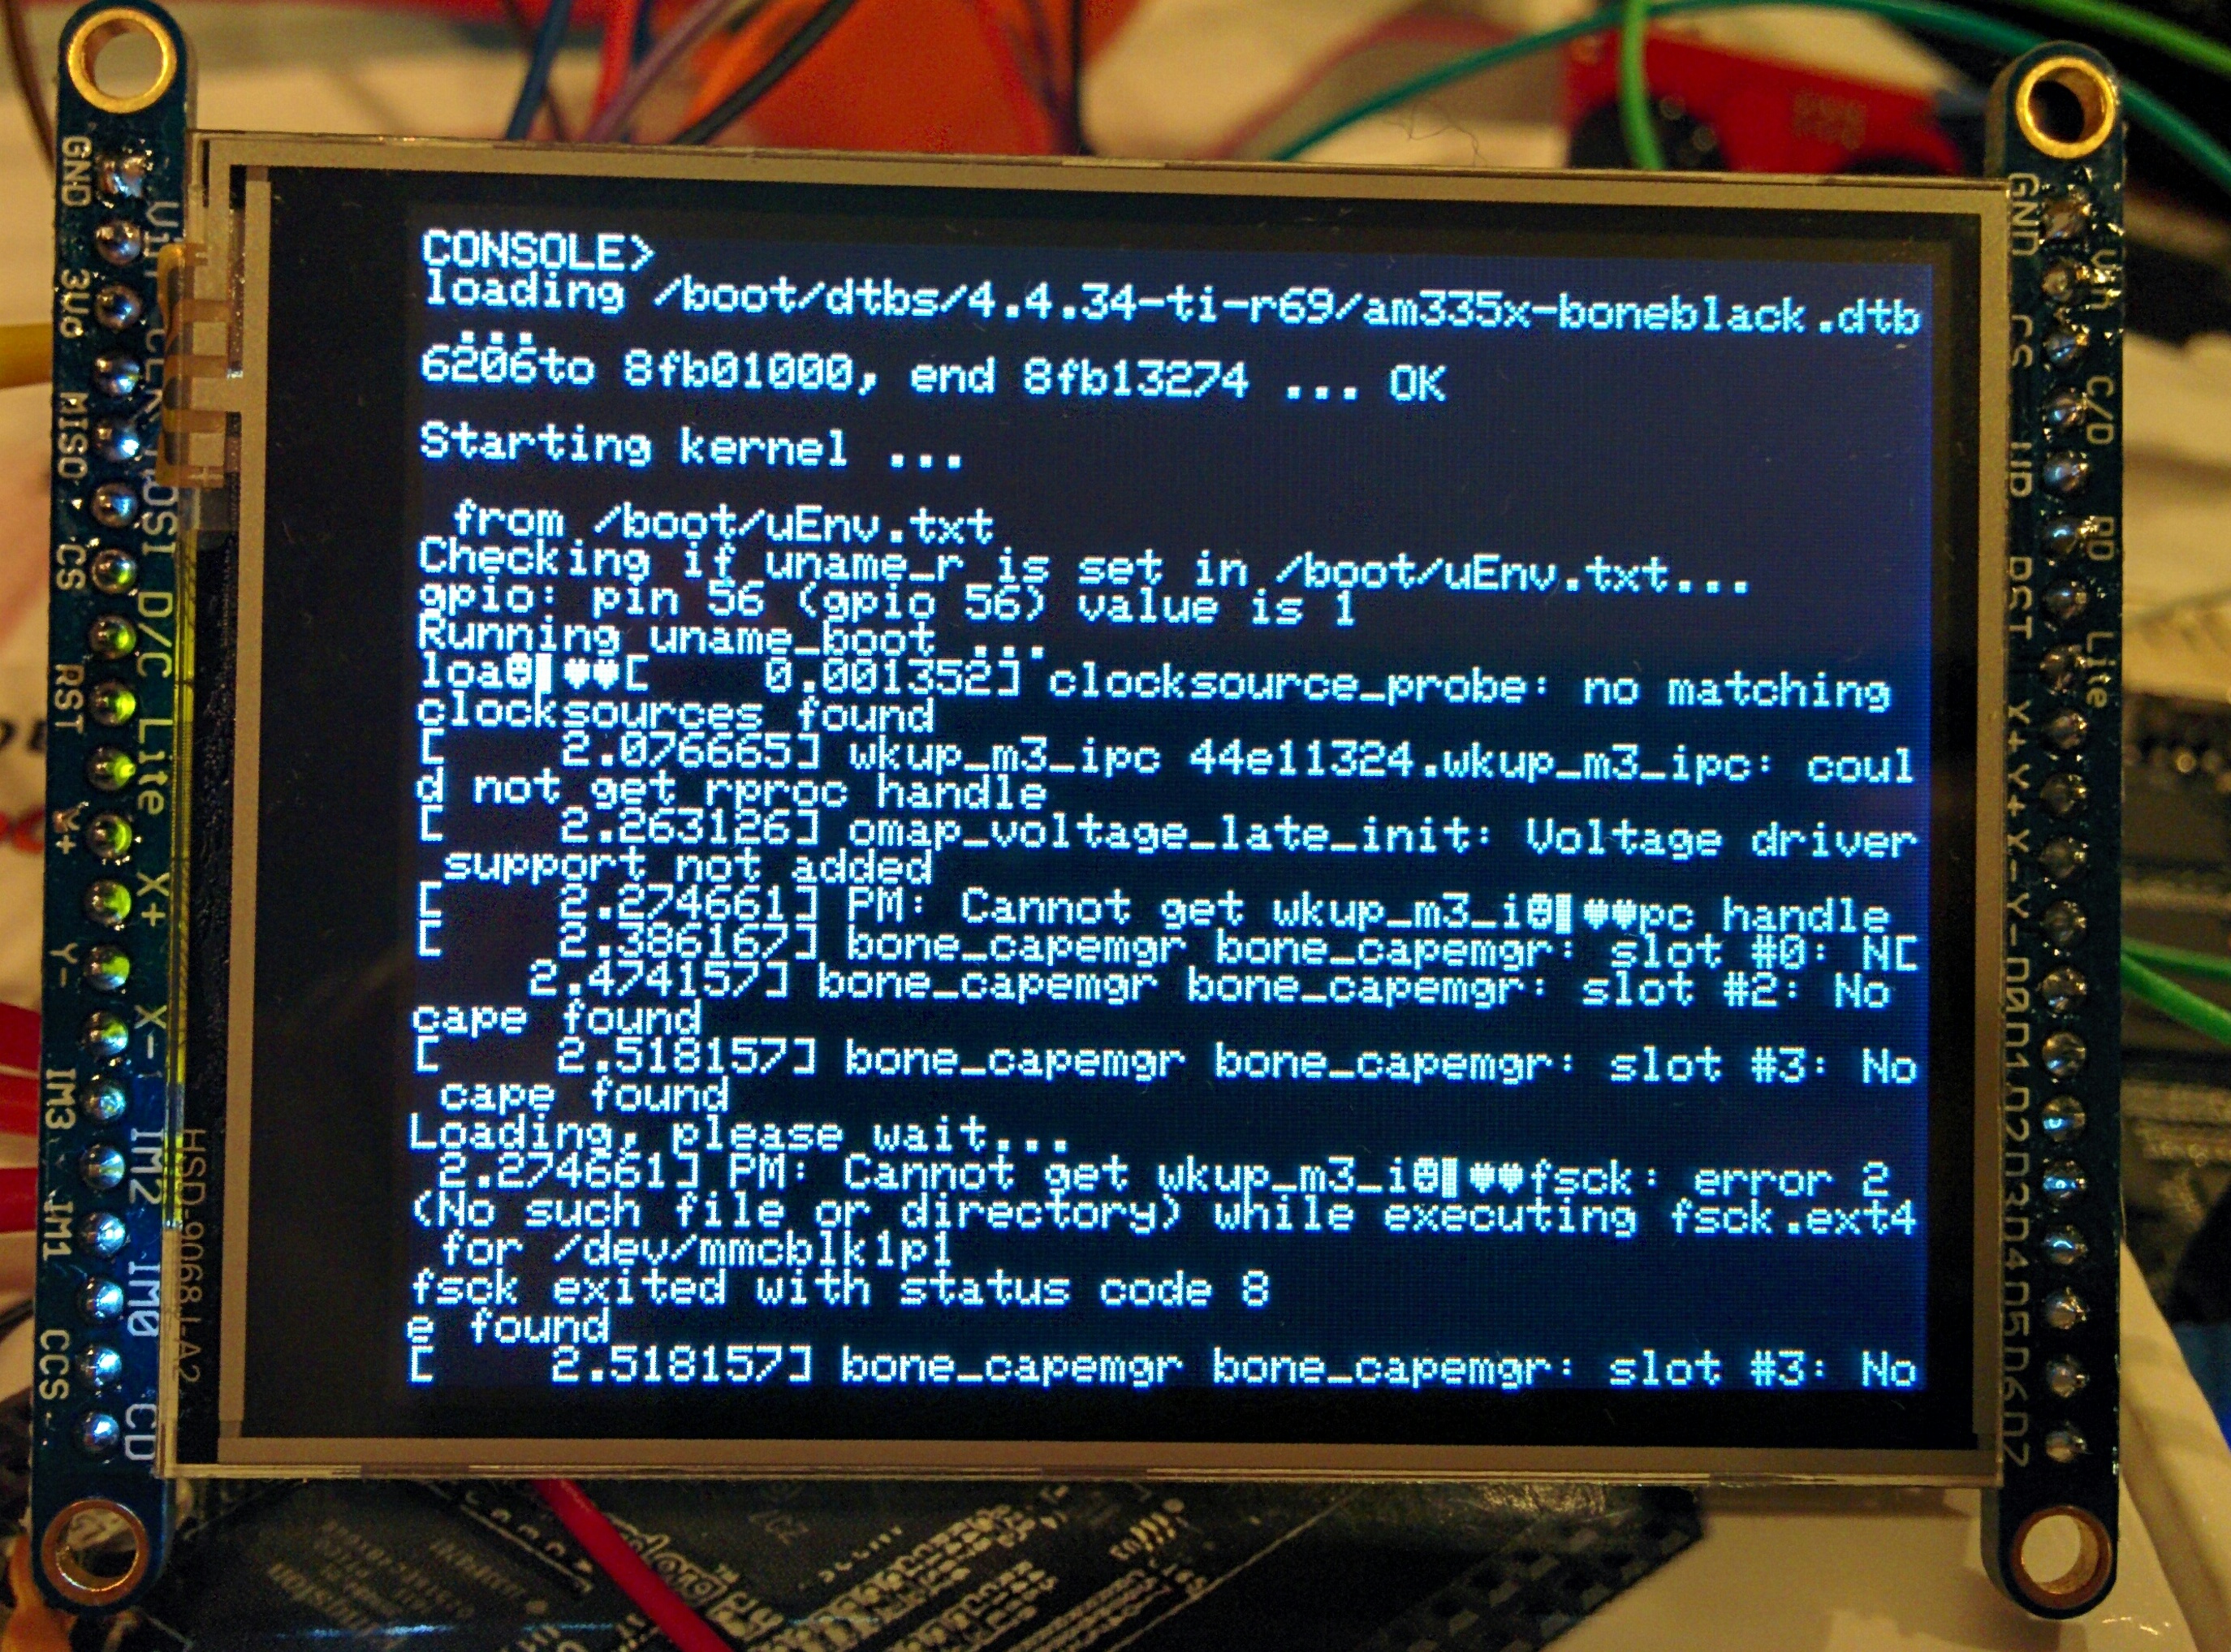 CONSOLE>
loading /boot/dtbs/4.4.34-ti-r69/am335x-boneblack.dtb
...
6206to 8fb01000, end 8fb13274 ... OK
Starting kernel ...
from /boot/uEnv.txt
Checking if uname_r is set in /boot/uEnv.txt...
gpio: pin 56 (gpio 56) value is 1
Running uname_boot ...
loa☺▌♥♥[    0.001352] clocksource_probe: no matching
clocksources found
[    2.076665] wkup_m3_ipc 44e11324.wkup_m3_ipc: coul
d not get rproc handle
[    2.263126] omap_voltage_late_init: Voltage driver
support not added
[    2.274661] PM: Cannot get wkup_m3_i☺▌♥♥pc handle
[    2.386167] bone_capemgr bone_capemgr: slot #0: N[
2.474157] bone_capemgr bone_capemgr: slot #2: No
cape found
[    2.518157] bone_capemgr bone_capemgr: slot #3: No
cape found
Loading, please wait...
2.274661] PM: Cannot get wkup_m3_i☺▌♥♥fsck: error 2
(No such file or directory) while executing fsck.ext4
for /dev/mmcblk1p1
fsck exited with status code 8
e found
[    2.518157] bone_capemgr bone_capemgr: slot #3: No
GND 3Vo MISO CS RST Y+ Y- IM3 IM1 CCS
D/C Lite X+ X- IM2 IM0 CD
HSD-9068J-A2
GND CS WR RST X+ Y+ X- Y- D0 D1 D2 D3 D4 D5 D6 D7
Vin C/D RD Lite